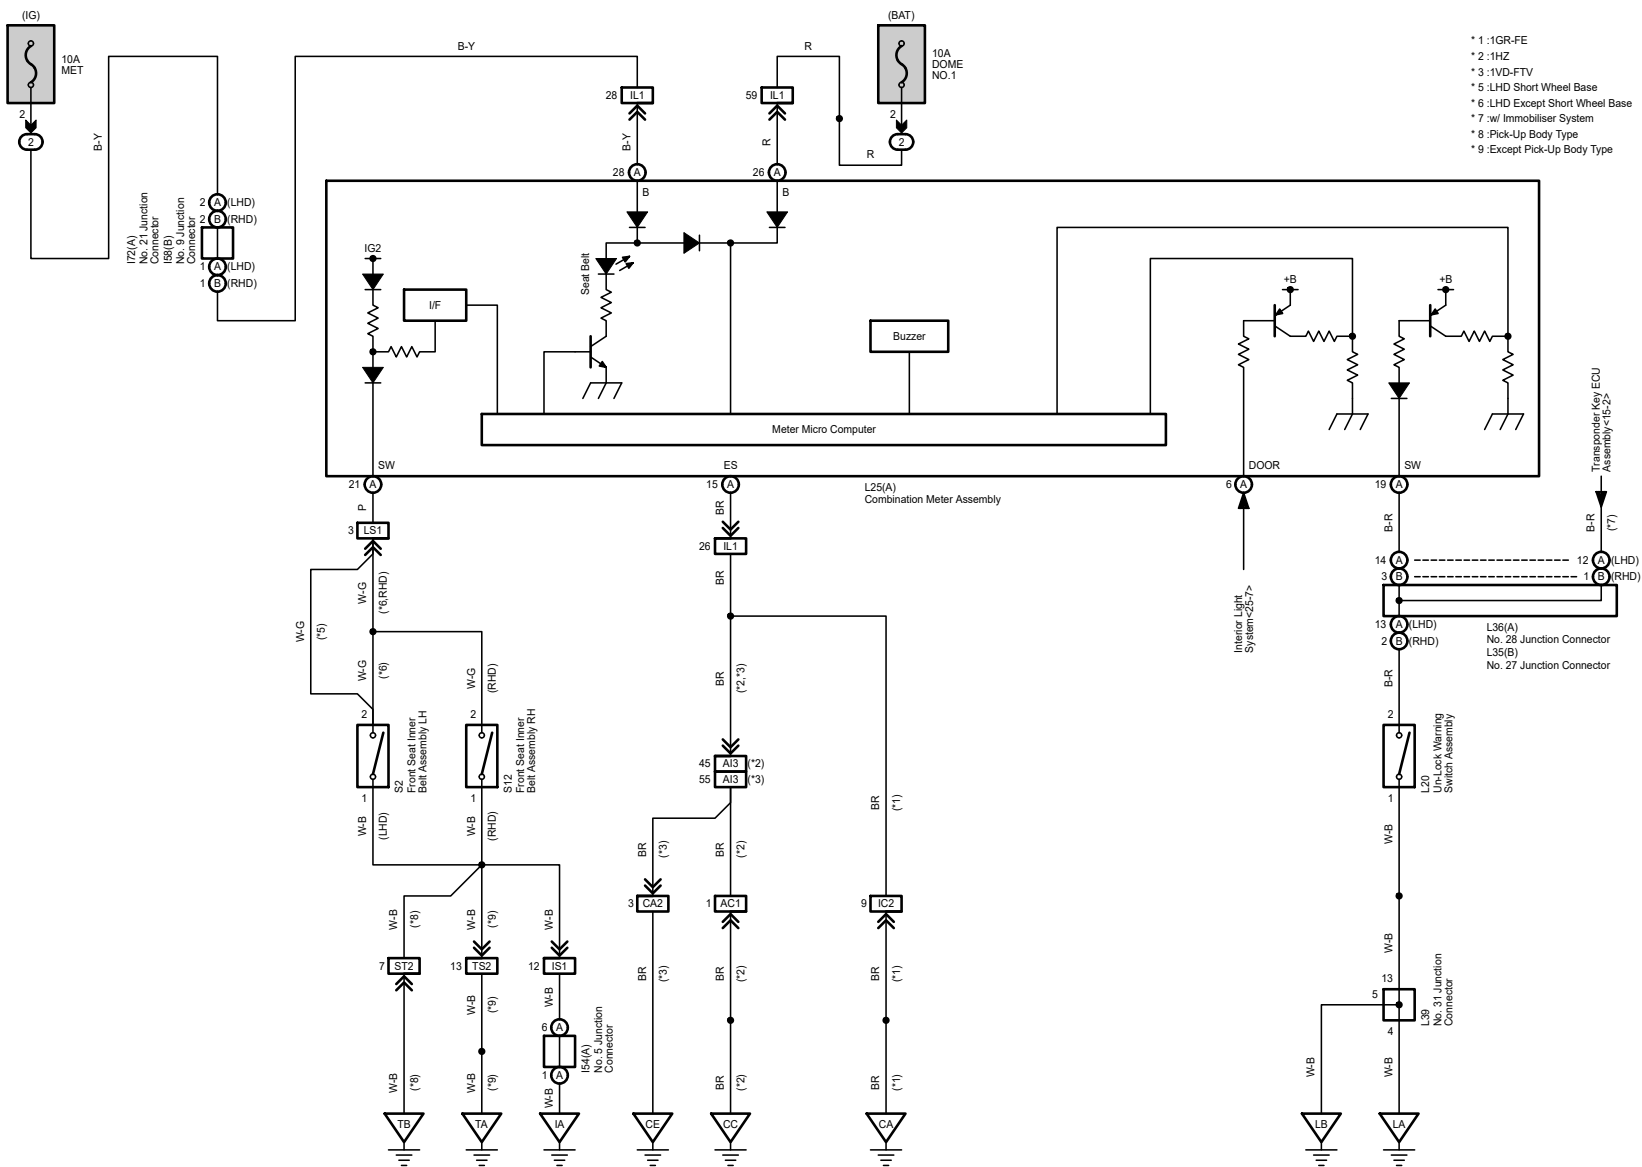 (IG)
10A
MET
2
2
B-Y
B-Y
R
(BAT)
10A
DOME
NO.1
2
2
R
28 IL1
59 IL1
B-Y
R
28 A
26 A
B
B
* 1 :1GR-FE
* 2 :1HZ
* 3 :1VD-FTV
* 5 :LHD Short Wheel Base
* 6 :LHD Except Short Wheel Base
* 7 :w/ Immobiliser System
* 8 :Pick-Up Body Type
* 9 :Except Pick-Up Body Type
I72(A)
No. 21 Junction
Connector
I58(B)
No. 9 Junction
Connector
2 A (LHD)
2 B (RHD)
1 A (LHD)
1 B (RHD)
IG2
I/F
Seat Belt
Buzzer
+B
+B
Meter Micro Computer
Transponder Key ECU
Assembly<15-2>
SW
ES
DOOR
SW
21 A
15 A
L25(A)
Combination Meter Assembly
6 A
19 A
P
BR
B-R
B-R
(*7)
3 LS1
26 IL1
BR
14 A
12 A (LHD)
3 B
1 B (RHD)
Interior Light
System<25-7>
13 A (LHD)
2 B (RHD)
L36(A)
No. 28 Junction Connector
L35(B)
No. 27 Junction Connector
W-G
(*5)
W-G
(*6,RHD)
W-G
(*6)
W-G
(RHD)
BR
(*2,*3)
B-R
2
S2
Front Seat Inner
Belt Assembly LH
1
2
S12
Front Seat Inner
Belt Assembly RH
1
45 AI3 (*2)
55 AI3 (*3)
2
L20
Un-Lock Warning
Switch Assembly
1
W-B
(LHD)
W-B
(RHD)
BR
(*3)
BR
(*2)
BR
(*1)
W-B
W-B
(*8)
W-B
(*9)
W-B
3 CA2
1 AC1
9 IC2
W-B
7 ST2
13 TS2
12 IS1
W-B
(*9)
W-B
BR
(*3)
BR
(*2)
BR
(*1)
13
5
4
L39
No. 31 Junction
Connector
6 A
1 A
I54(A)
No. 5 Junction
Connector
W-B
(*8)
W-B
(*9)
W-B
BR
(*2)
BR
(*1)
W-B
W-B
TB
TA
IA
CE
CC
CA
LB
LA